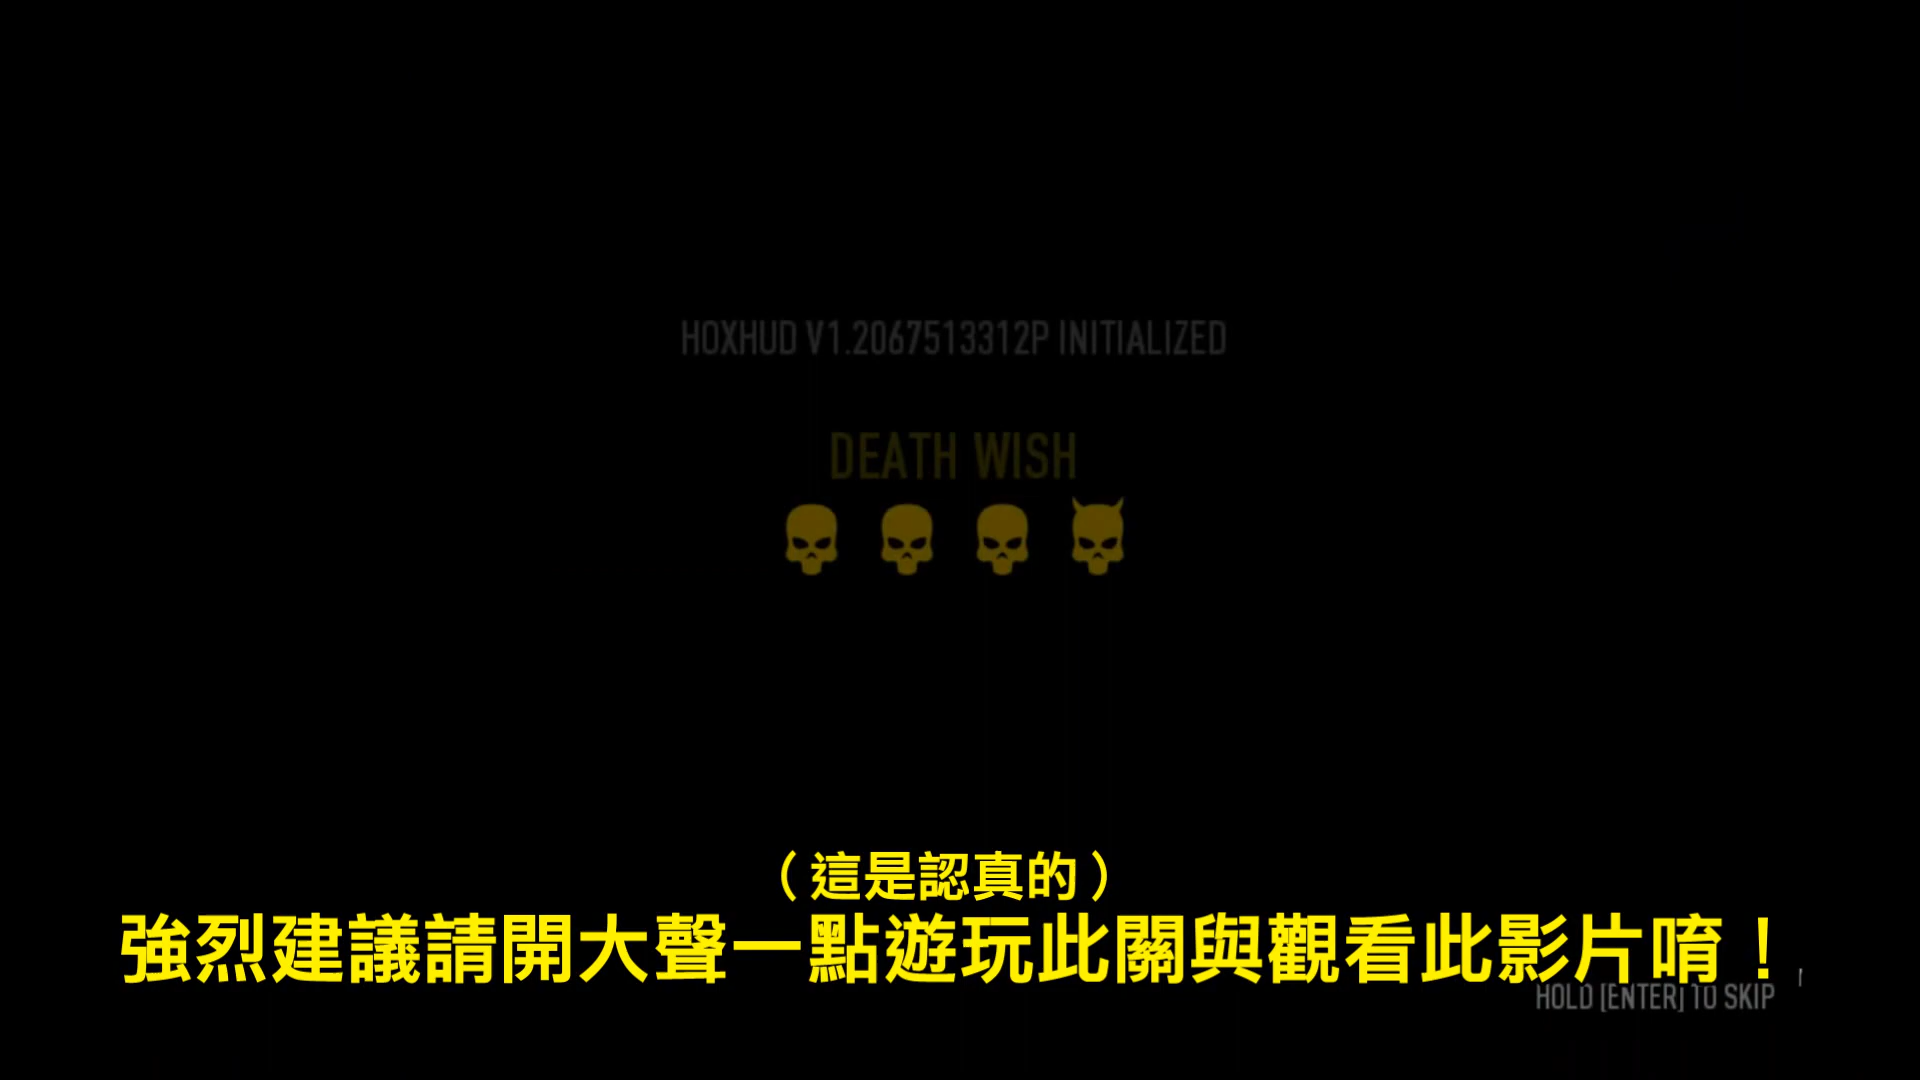 HOXHUD V1.2067513312P INITIALIZED
DEATH WISH
（這是認真的）
強烈建議請開大聲一點遊玩此關與觀看此影片唷！
HOLD [ENTER] TO SKIP